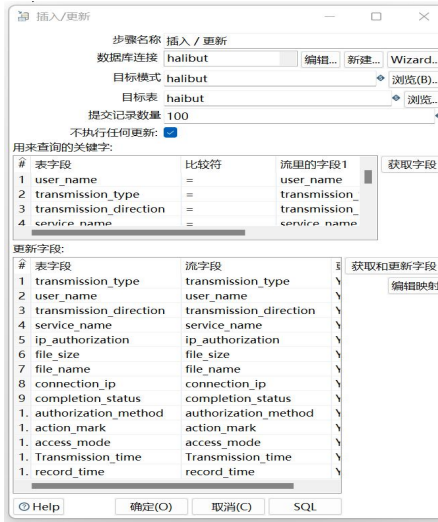 插入/更新
步骤名称 插入 / 更新
数据库连接 halibut 编辑... 新建... Wizard..
目标模式 halibut 浏览(B)..
目标表 haibut 浏览..
提交记录数量 100
不执行任何更新:
用来查询的关键字:
# 表字段 比较符 流里的字段1 获取字段
1 user_name = user_name
2 transmission_type = transmission_
3 transmission_direction = transmission_
4 service_name = service_name
更新字段:
# 表字段 流字段 获取和更新字段
1 transmission_type transmission_type Y 编辑映射
2 user_name user_name Y
3 transmission_direction transmission_direction Y
4 service_name service_name Y
5 ip_authorization ip_authorization Y
6 file_size file_size Y
7 file_name file_name Y
8 connection_ip connection_ip Y
9 completion_status completion_status Y
1. authorization_method authorization_method Y
1. action_mark action_mark Y
1. access_mode access_mode Y
1. Transmission_time Transmission_time Y
1. record_time record_time Y
Help 确定(O) 取消(C) SQL